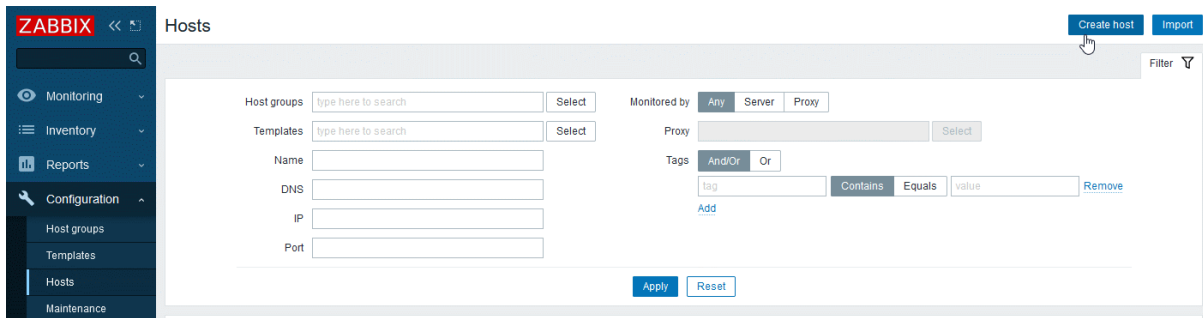 ZABBIX
Hosts
Create host
Import
Filter
Monitoring
Inventory
Reports
Configuration
Host groups
Templates
Hosts
Maintenance
Host groups type here to search Select
Templates type here to search Select
Name
DNS
IP
Port
Monitored by Any Server Proxy
Proxy Select
Tags And/Or Or
tag Contains Equals value Remove
Add
Apply Reset